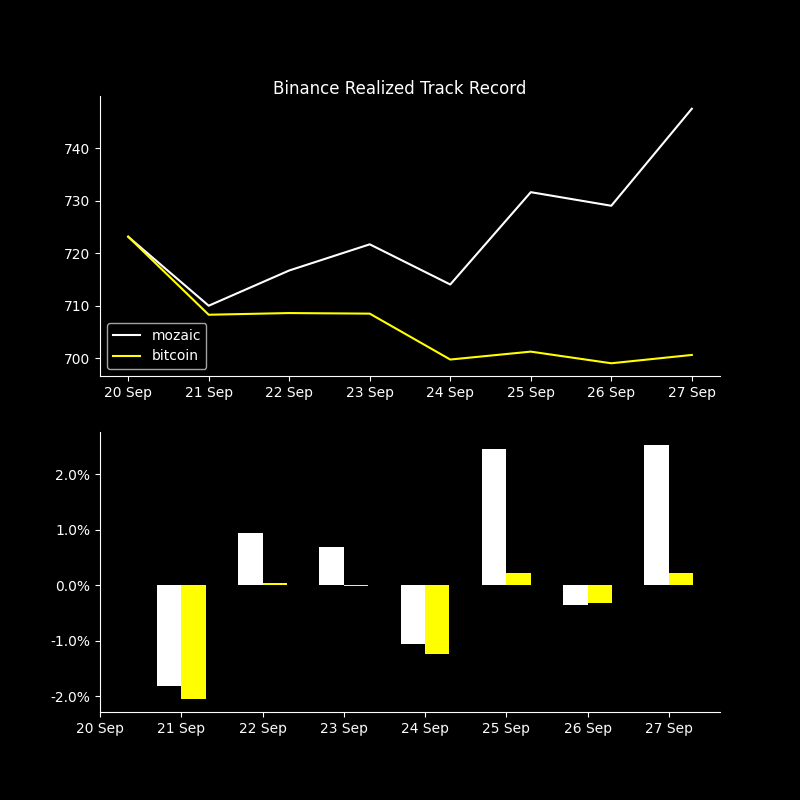 Binance Realized Track Record
740
730
720
710
700
mozaic
bitcoin
20 Sep 21 Sep 22 Sep 23 Sep 24 Sep 25 Sep 26 Sep 27 Sep
2.0%
1.0%
0.0%
-1.0%
-2.0%
20 Sep 21 Sep 22 Sep 23 Sep 24 Sep 25 Sep 26 Sep 27 Sep